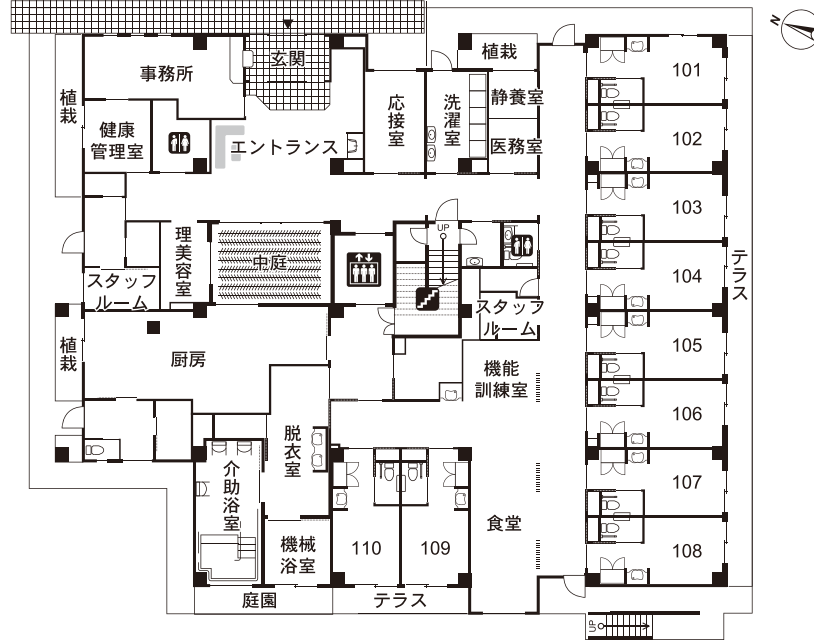 N
玄関
事務所
植栽
101
植栽
応接室
洗濯室
静養室
健康
管理室
エントランス
医務室
102
103
UP
理美容室
中庭
スタッフ
ルーム
104
テラス
スタッフ
ルーム
植栽
厨房
機能
訓練室
105
106
脱衣室
介助浴室
107
食堂
機械
浴室
110
109
108
庭園
テラス
UP